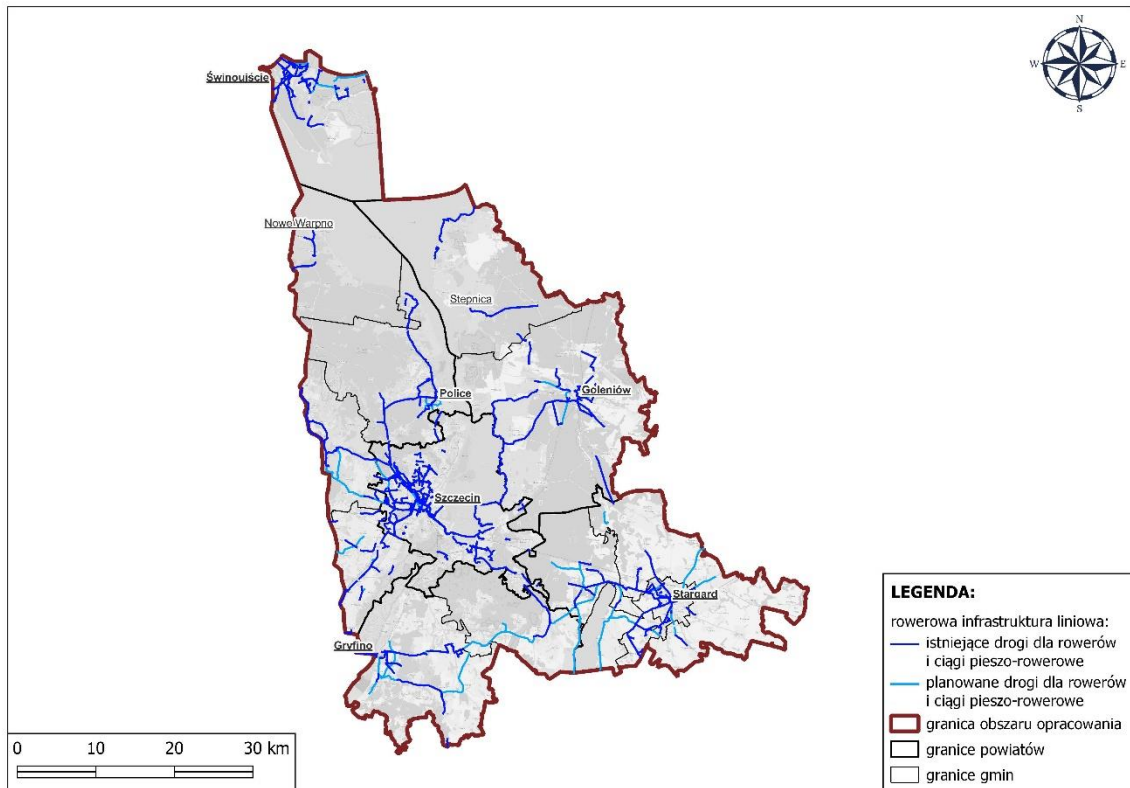 N
W
E
S
Świnoujście
Nowe Warpno
Stepnica
Police
Goleniów
Szczecin
Stargard
Gryfino
LEGENDA:
rowerowa infrastruktura liniowa:
istniejące drogi dla rowerów
i ciągi pieszo-rowerowe
planowane drogi dla rowerów
i ciągi pieszo-rowerowe
granica obszaru opracowania
granice powiatów
granice gmin
0 10 20 30 km